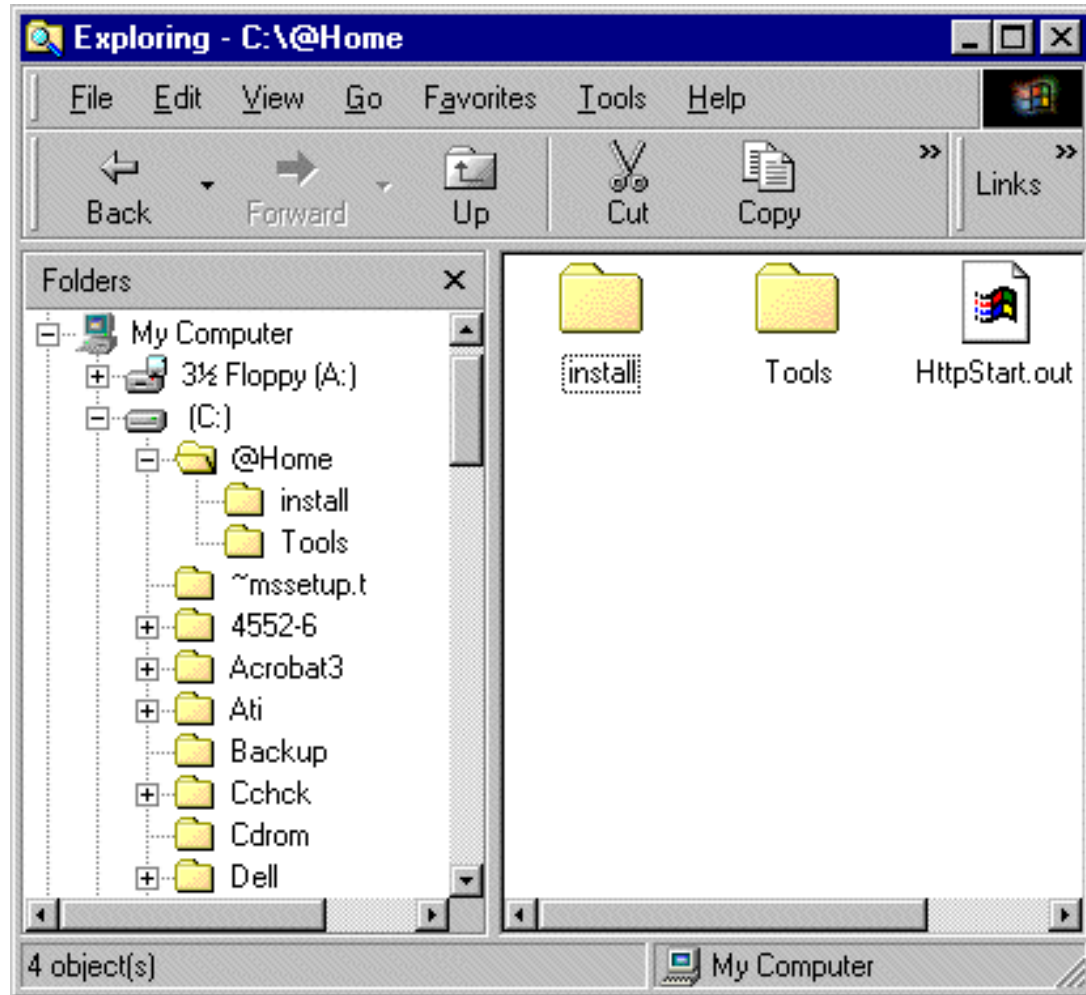 Exploring - C:\@Home
File Edit View Go Favorites Tools Help
Back Forward Up Cut Copy » Links »
Folders
My Computer
3½ Floppy (A:)
(C:)
@Home
install
Tools
~mssetup.t
4552-6
Acrobat3
Ati
Backup
Cchck
Cdrom
Dell
install Tools HttpStart.out
4 object(s) My Computer